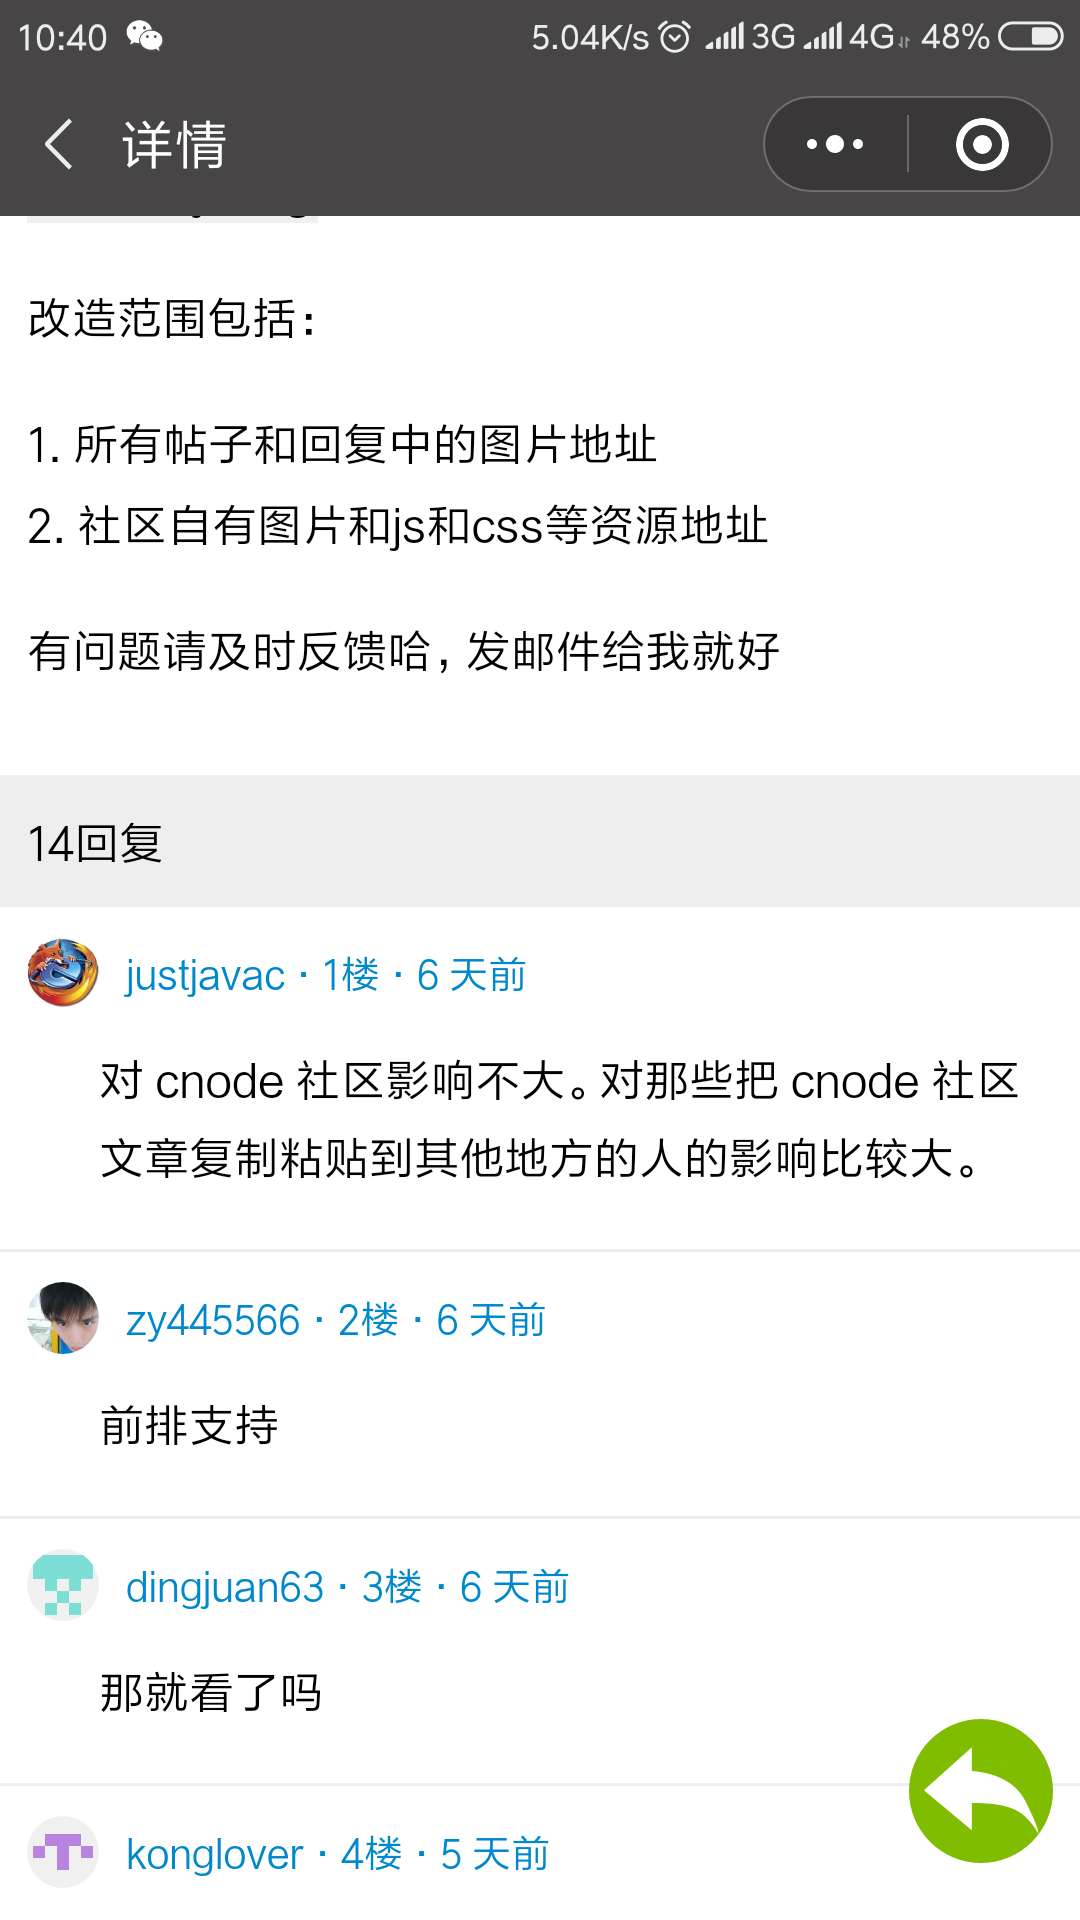 10:40 5.04K/s 3G 4G 48%
详情
改造范围包括：
1. 所有帖子和回复中的图片地址
2. 社区自有图片和js和css等资源地址
有问题请及时反馈哈，发邮件给我就好
14回复
justjavac · 1楼 · 6 天前
对 cnode 社区影响不大。对那些把 cnode 社区
文章复制粘贴到其他地方的人的影响比较大。
zy445566 · 2楼 · 6 天前
前排支持
dingjuan63 · 3楼 · 6 天前
那就看了吗
konglover · 4楼 · 5 天前